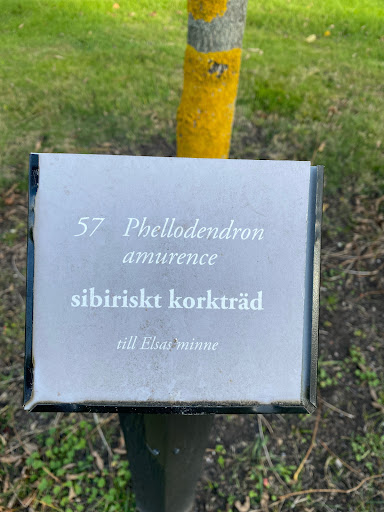 57 Phellodendron
amurence
sibiriskt korkträd
till Elsas minne